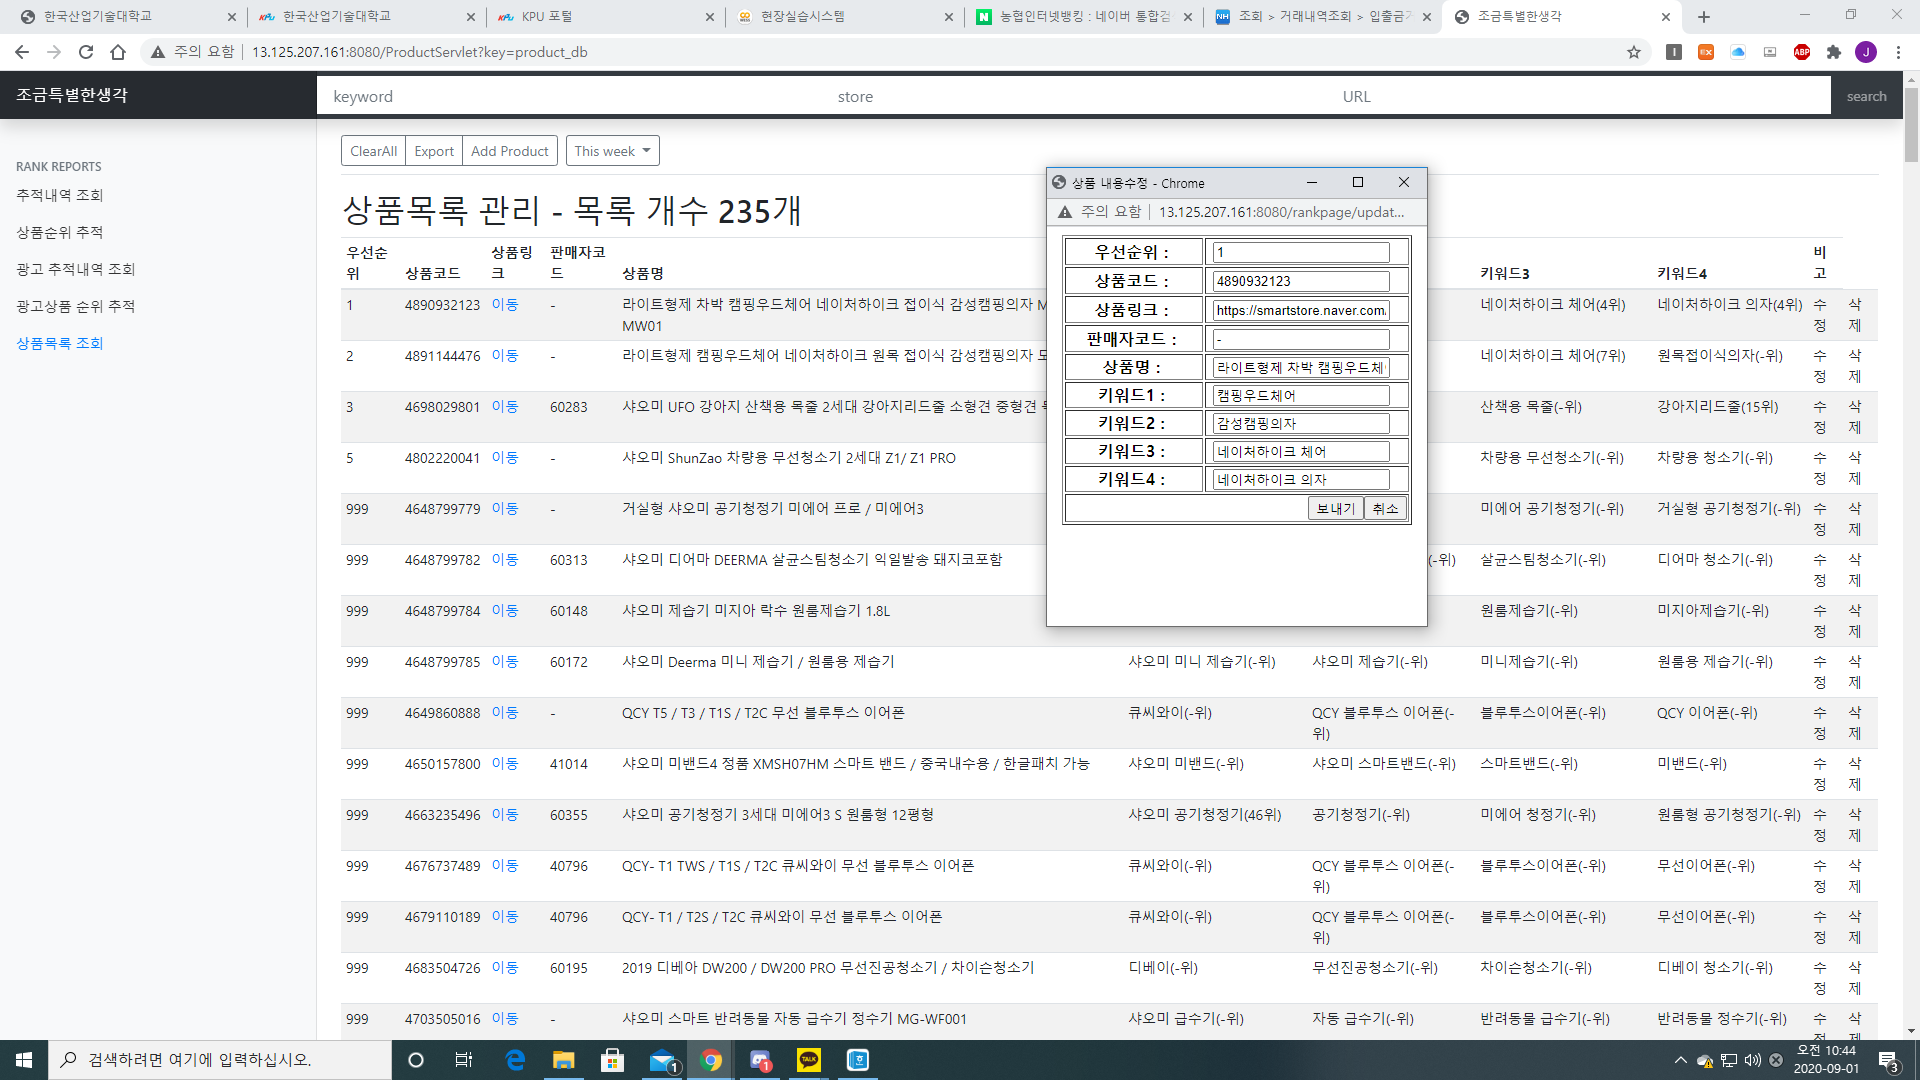 한국산업기술대학교
한국산업기술대학교
KPU 포털
현장실습시스템
농협인터넷뱅킹 : 네이버 통합검
조회 > 거래내역조회 > 입출금거
조금특별한생각
주의 요함 | 13.125.207.161:8080/ProductServlet?key=product_db
조금특별한생각
keyword
store
URL
search
RANK REPORTS
추적내역 조회
상품순위 추적
광고 추적내역 조회
광고상품 순위 추적
상품목록 조회
ClearAll Export Add Product This week
상품목록 관리 - 목록 개수 235개
우선순위 상품코드 상품링크 판매자코드 상품명 키워드3 키워드4 비고
1 4890932123 이동 - 라이트형제 차박 캠핑우드체어 네이처하이크 접이식 감성캠핑의자 M
MW01 네이처하이크 체어(4위) 네이처하이크 의자(4위) 수정 삭제
2 4891144476 이동 - 라이트형제 캠핑우드체어 네이처하이크 원목 접이식 감성캠핑의자 네이처하이크 체어(7위) 원목접이식의자(-위) 수정 삭제
3 4698029801 이동 60283 샤오미 UFO 강아지 산책용 목줄 2세대 강아지리드줄 소형견 중형견 산책용 목줄(-위) 강아지리드줄(15위) 수정 삭제
5 4802220041 이동 - 샤오미 ShunZao 차량용 무선청소기 2세대 Z1/ Z1 PRO 차량용 무선청소기(-위) 차량용 청소기(-위) 수정 삭제
999 4648799779 이동 - 거실형 샤오미 공기청정기 미에어 프로 / 미에어3 미에어 공기청정기(-위) 거실형 공기청정기(-위) 수정 삭제
999 4648799782 이동 60313 샤오미 디어마 DEERMA 살균스팀청소기 익일발송 돼지코포함 (-위) 살균스팀청소기(-위) 디어마 청소기(-위) 수정 삭제
999 4648799784 이동 60148 샤오미 제습기 미지아 락수 원룸제습기 1.8L 원룸제습기(-위) 미지아제습기(-위) 수정 삭제
999 4648799785 이동 60172 샤오미 Deerma 미니 제습기 / 원룸용 제습기 샤오미 미니 제습기(-위) 샤오미 제습기(-위) 미니제습기(-위) 원룸용 제습기(-위) 수정 삭제
999 4649860888 이동 - QCY T5 / T3 / T1S / T2C 무선 블루투스 이어폰 큐씨와이(-위) QCY 블루투스 이어폰(-위) 블루투스이어폰(-위) QCY 이어폰(-위) 수정 삭제
999 4650157800 이동 41014 샤오미 미밴드4 정품 XMSH07HM 스마트 밴드 / 중국내수용 / 한글패치 가능 샤오미 미밴드(-위) 샤오미 스마트밴드(-위) 스마트밴드(-위) 미밴드(-위) 수정 삭제
999 4663235496 이동 60355 샤오미 공기청정기 3세대 미에어3 S 원룸형 12평형 샤오미 공기청정기(46위) 공기청정기(-위) 미에어 청정기(-위) 원룸형 공기청정기(-위) 수정 삭제
999 4676737489 이동 40796 QCY- T1 TWS / T1S / T2C 큐씨와이 무선 블루투스 이어폰 큐씨와이(-위) QCY 블루투스 이어폰(-위) 블루투스이어폰(-위) 무선이어폰(-위) 수정 삭제
999 4679110189 이동 40796 QCY- T1 / T2S / T2C 큐씨와이 무선 블루투스 이어폰 큐씨와이(-위) QCY 블루투스 이어폰(-위) 블루투스이어폰(-위) 무선이어폰(-위) 수정 삭제
999 4683504726 이동 60195 2019 디베아 DW200 / DW200 PRO 무선진공청소기 / 차이슨청소기 디베이(-위) 무선진공청소기(-위) 차이슨청소기(-위) 디베이 청소기(-위) 수정 삭제
999 4703505016 이동 - 샤오미 스마트 반려동물 자동 급수기 정수기 MG-WF001 샤오미 급수기(-위) 자동 급수기(-위) 반려동물 급수기(-위) 반려동물 정수기(-위) 수 삭
상품 내용수정 - Chrome
주의 요함 | 13.125.207.161:8080/rankpage/updat...
우선순위 : 1
상품코드 : 4890932123
상품링크 : https://smartstore.naver.com/
판매자코드 : -
상품명 : 라이트형제 차박 캠핑우드체
키워드1 : 캠핑우드체어
키워드2 : 감성캠핑의자
키워드3 : 네이처하이크 체어
키워드4 : 네이처하이크 의자
보내기 취소
검색하려면 여기에 입력하십시오.
오전 10:44
2020-09-01